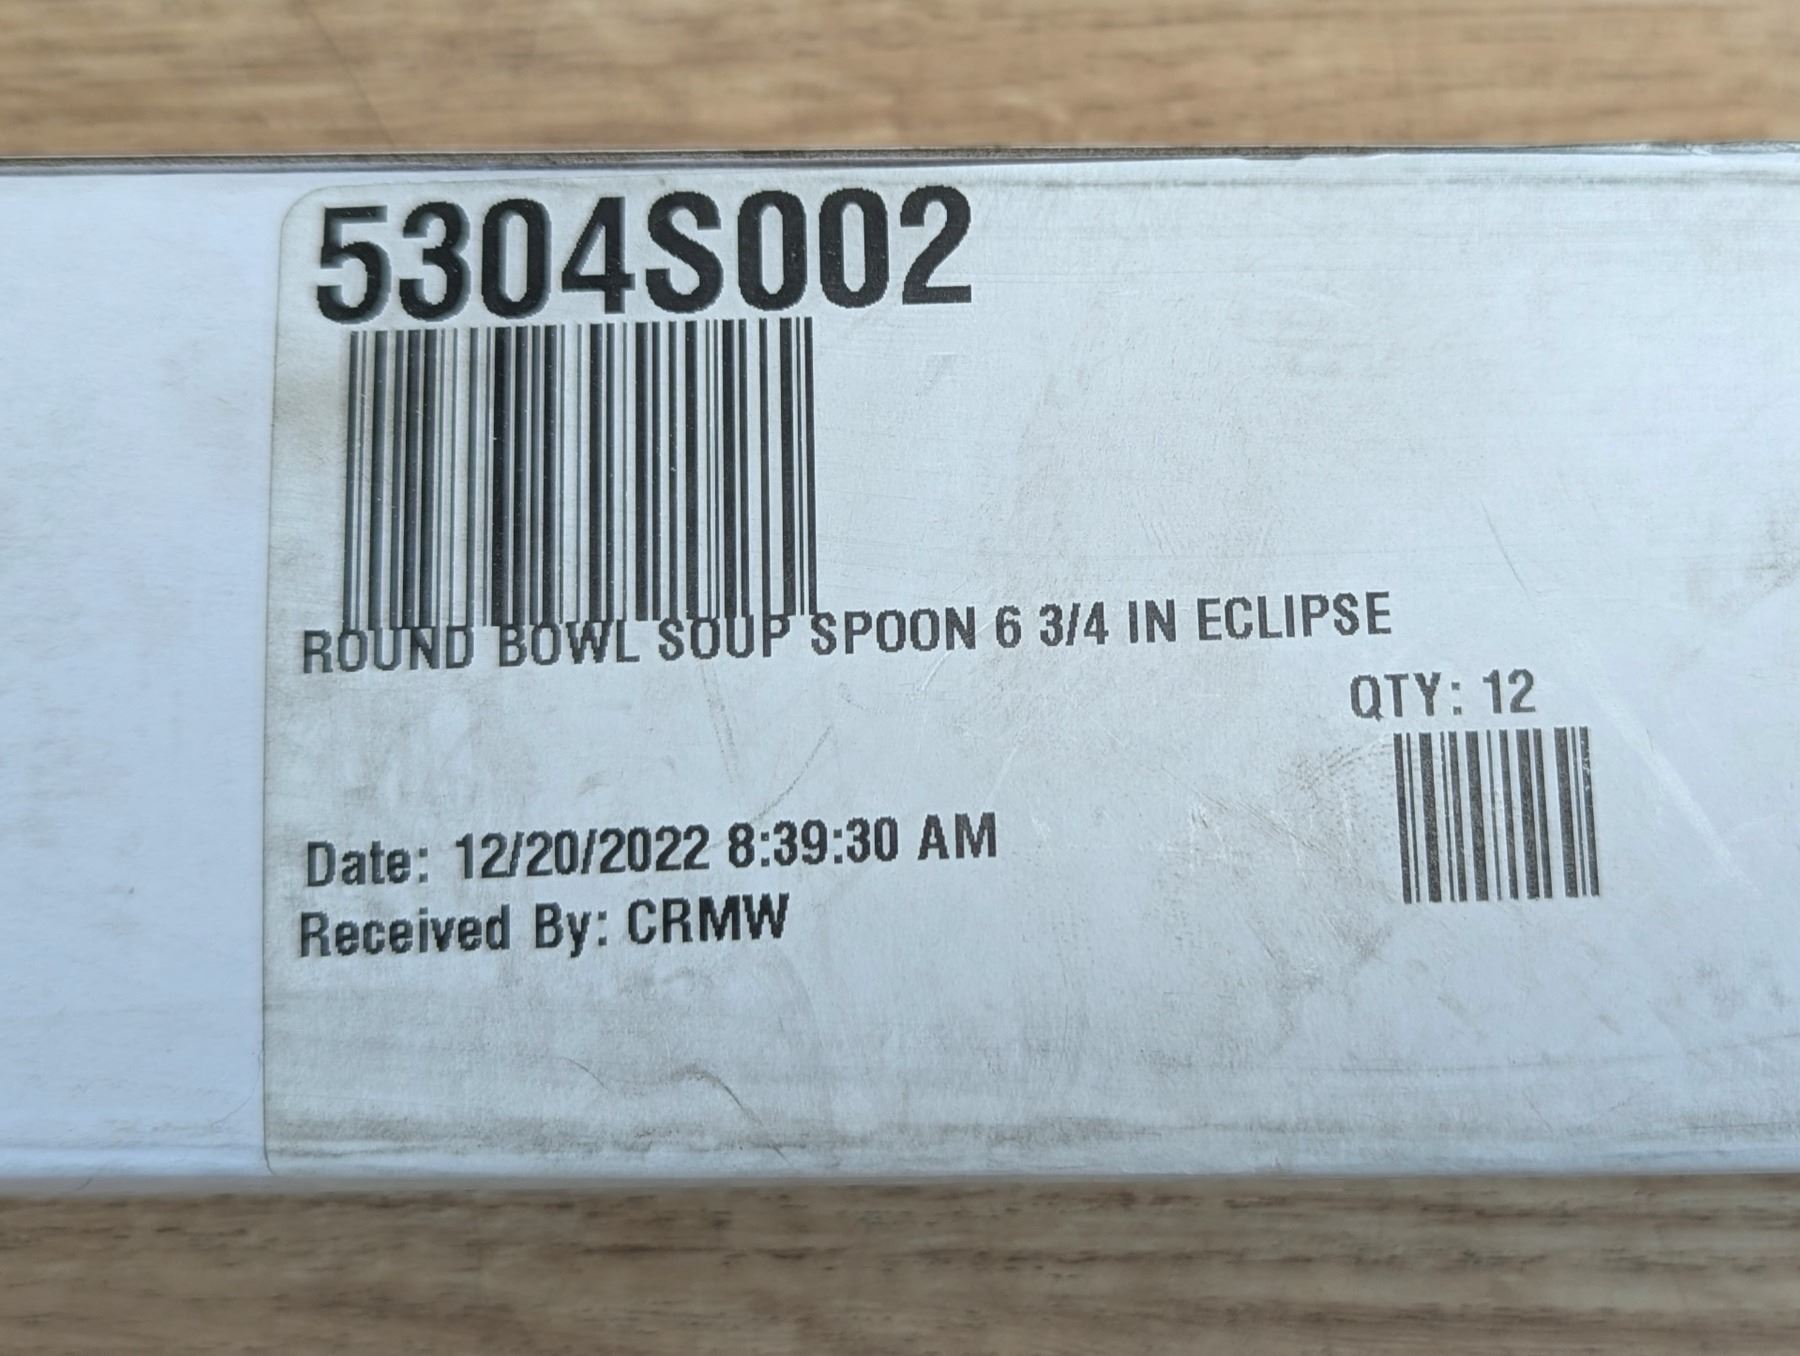 5304S002
ROUND BOWL SOUP SPOON 6 3/4 IN ECLIPSE
QTY: 12
Date: 12/20/2022 8:39:30 AM
Received By: CRMW